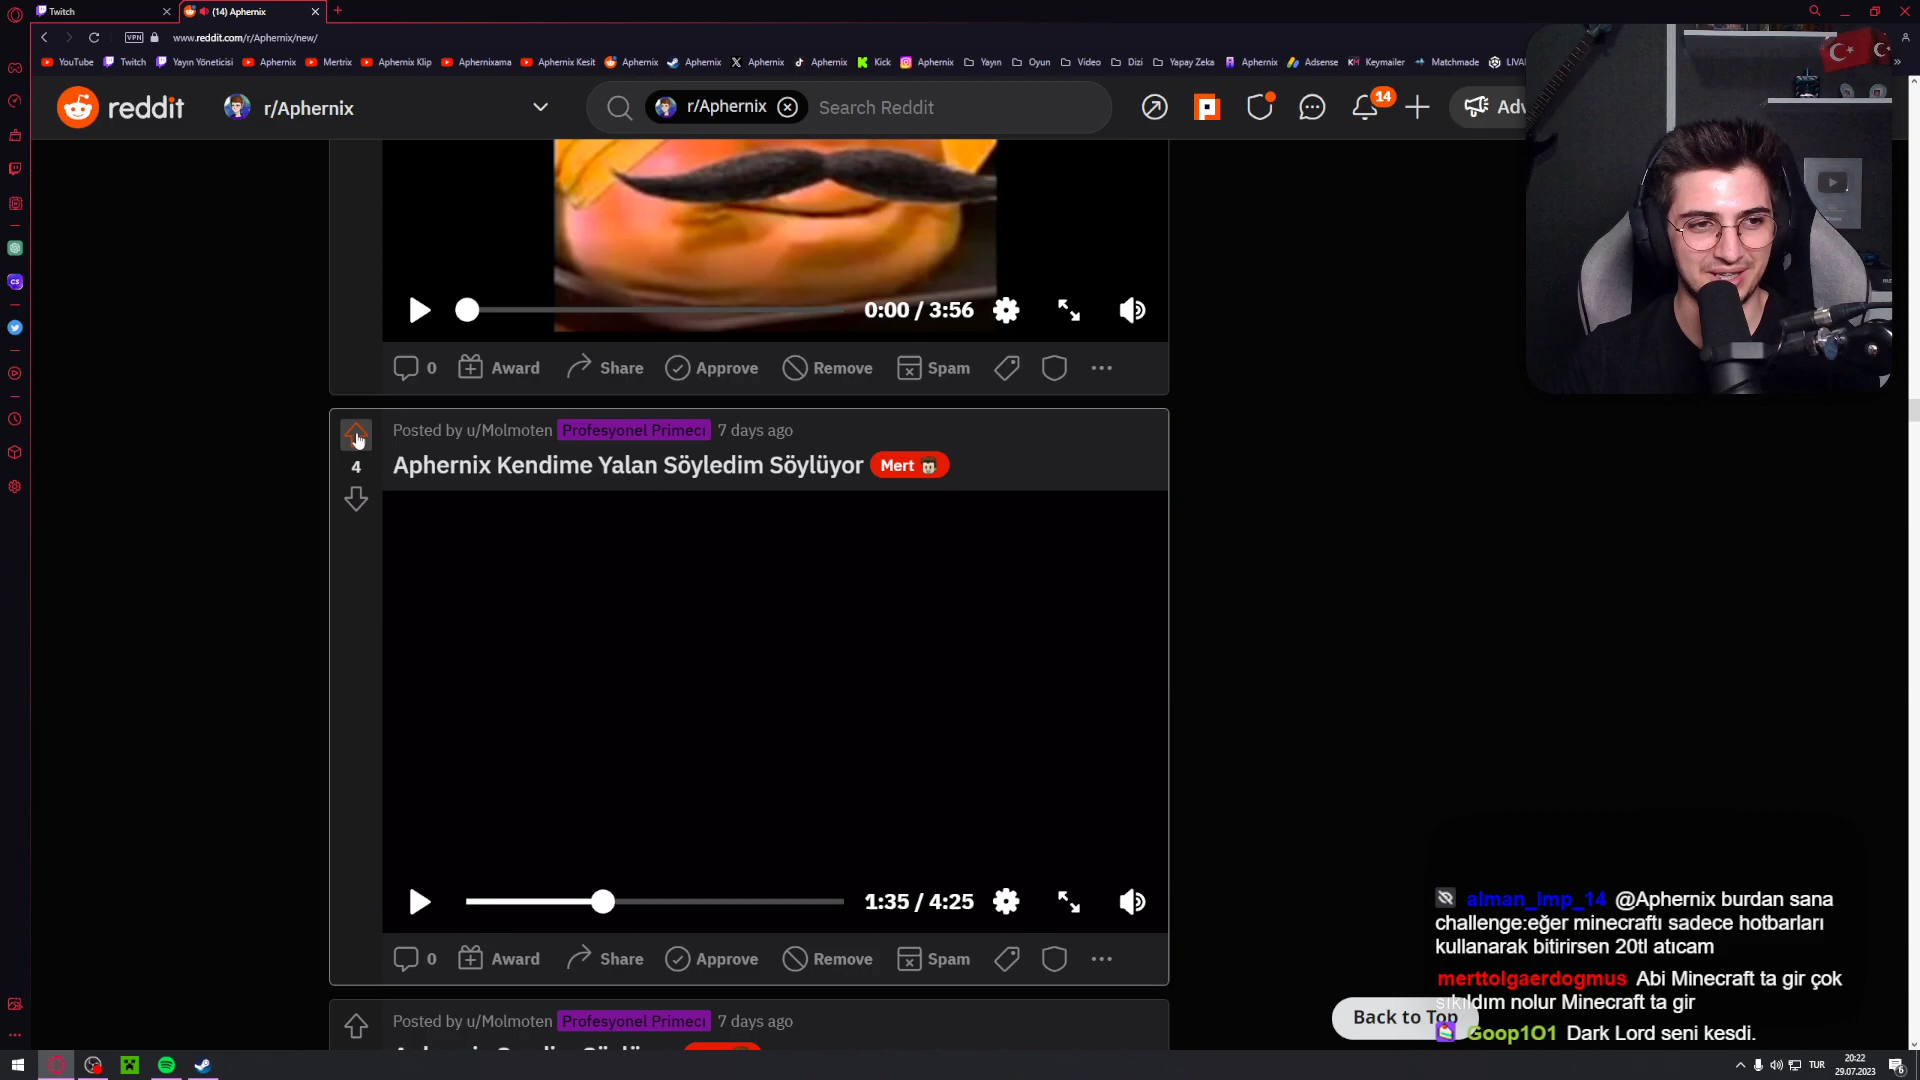 Twitch
(14) Aphernix
VPN
www.reddit.com/r/Aphernix/new/
YouTube Twitch Yayın Yöneticisi Aphernix Mertrix Aphernix Klip Aphernixama Aphernix Kesit Aphernix Aphernix Aphernix Aphernix Kick Aphernix Yayın Oyun Video Dizi Yapay Zeka Aphernix Adsense Keymailer Matchmade
reddit r/Aphernix r/Aphernix Search Reddit 14
0:00 / 3:56
0 Award Share Approve Remove Spam
Posted by u/Molmoten Profesyonel Primeci 7 days ago
4 Aphernix Kendime Yalan Söyledim Söylüyor Mert
1:35 / 4:25
0 Award Share Approve Remove Spam
Posted by u/Molmoten Profesyonel Primeci 7 days ago
alman_imp_14 @Aphernix burdan sana
challenge:eğer minecraftı sadece hotbarları
kullanarak bitirirsen 20tl atıcam
merttolgaerdogmus Abi Minecraft ta gir çok
sıkıldım nolur Minecraft ta gir
Back to Top
Goop1O1 Dark Lord seni kesdi.
TUR
20:22
29.07.2023
6